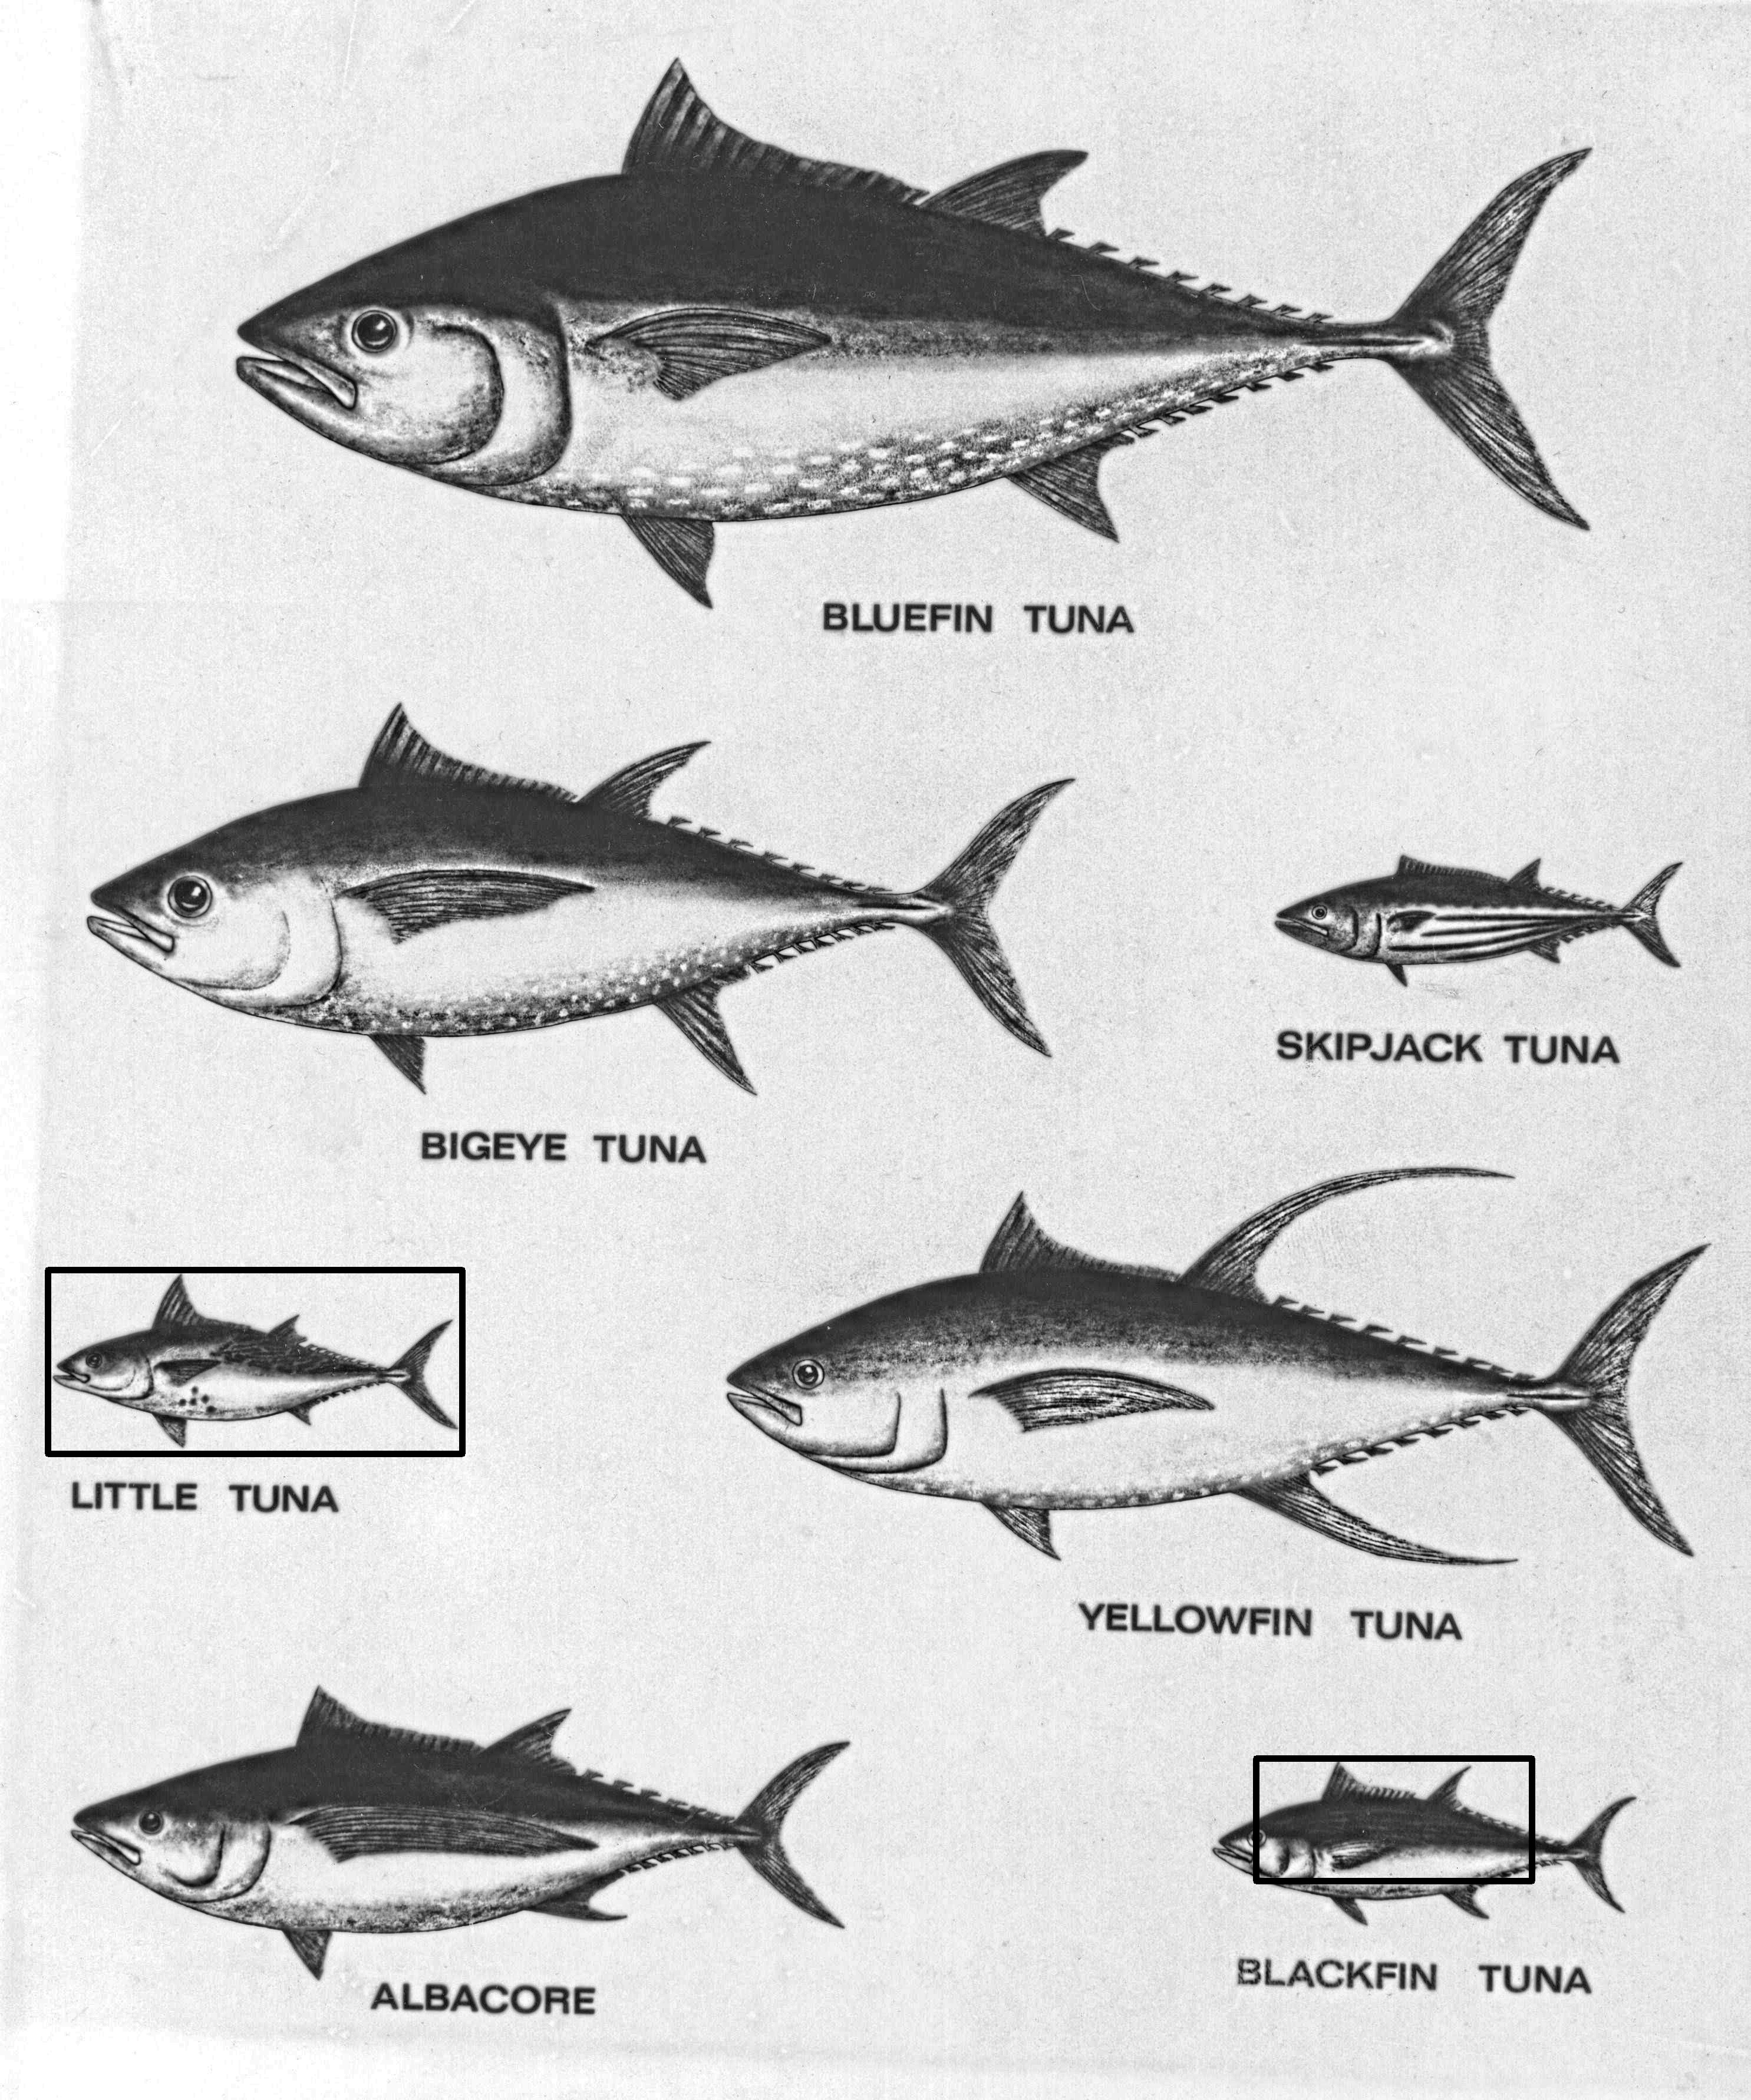 BLUEFIN TUNA
SKIPJACK TUNA
BIGEYE TUNA
LITTLE TUNA
YELLOWFIN TUNA
ALBACORE
BLACKFIN TUNA